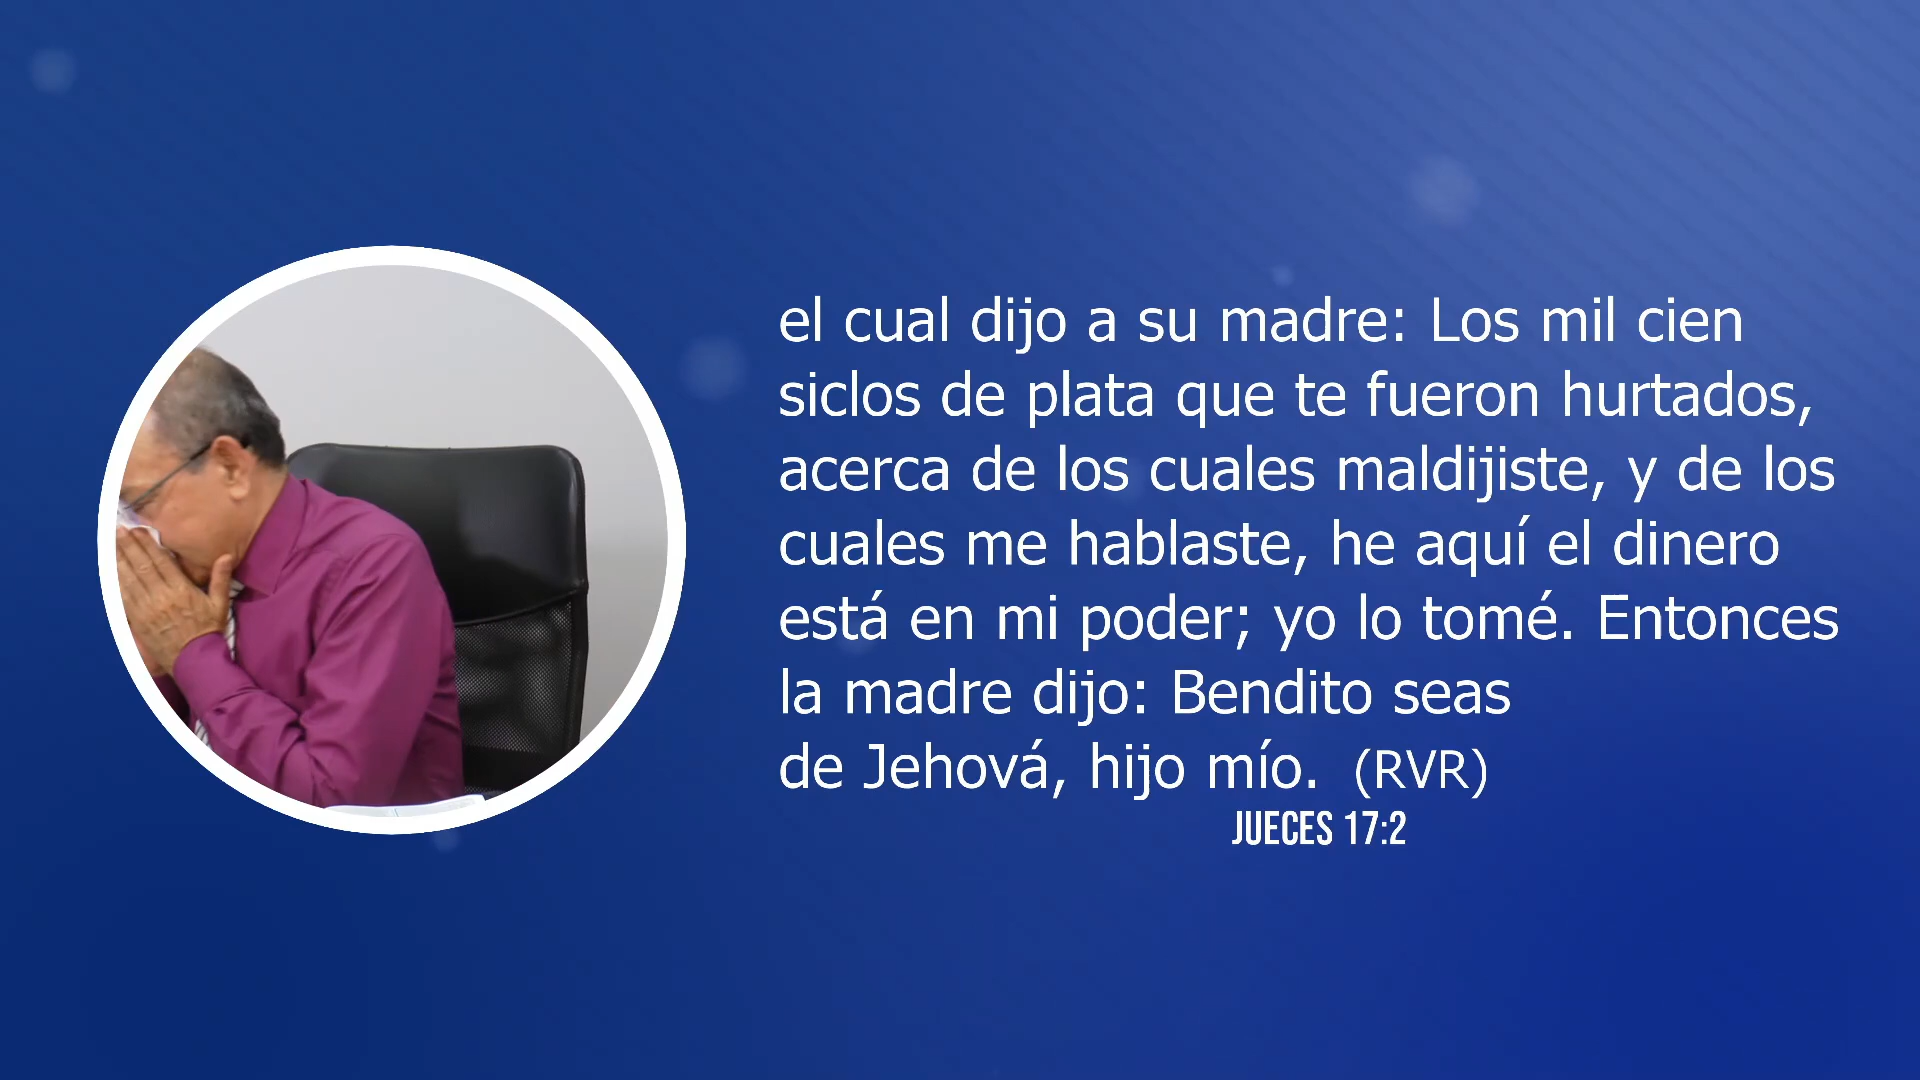 el cual dijo a su madre: Los mil cien
siclos de plata que te fueron hurtados,
acerca de los cuales maldijiste, y de los
cuales me hablaste, he aquí el dinero
está en mi poder; yo lo tomé. Entonces
la madre dijo: Bendito seas
de Jehová, hijo mío. (RVR)
JUECES 17:2